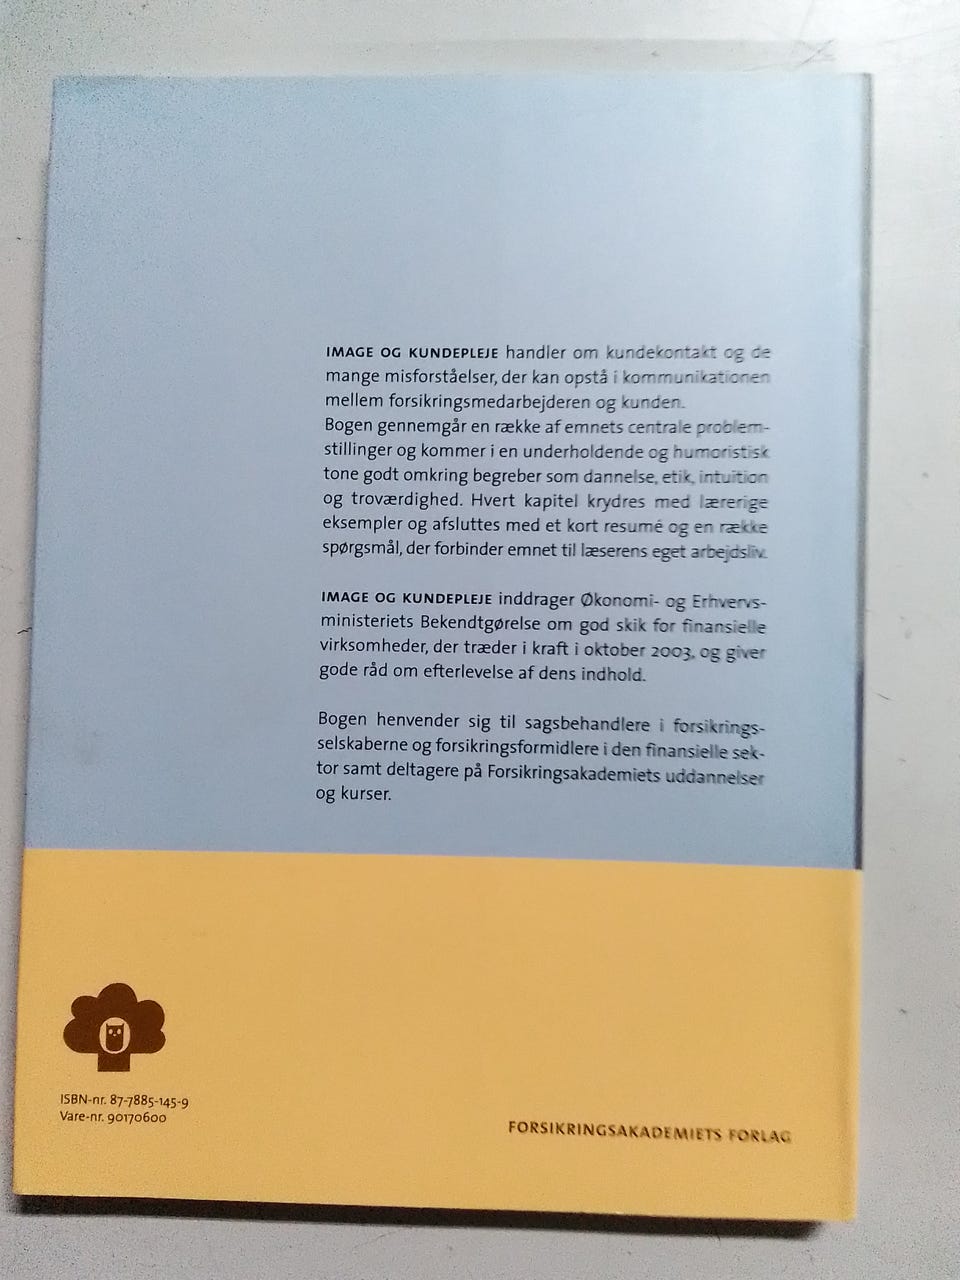 IMAGE OG KUNDEPLEJE handler om kundekontakt og de
mange misforståelser, der kan opstå i kommunikationen
mellem forsikringsmedarbejderen og kunden.
Bogen gennemgår en række af emnets centrale problem-
stillinger og kommer i en underholdende og humoristisk
tone godt omkring begreber som dannelse, etik, intuition
og troværdighed. Hvert kapitel krydres med lærerige
eksempler og afsluttes med et kort resumé og en række
spørgsmål, der forbinder emnet til læserens eget arbejdsliv.
IMAGE OG KUNDEPLEJE inddrager Økonomi- og Erhvervs-
ministeriets Bekendtgørelse om god skik for finansielle
virksomheder, der træder i kraft i oktober 2003, og giver
gode råd om efterlevelse af dens indhold.
Bogen henvender sig til sagsbehandlere i forsikrings-
selskaberne og forsikringsformidlere i den finansielle sek-
tor samt deltagere på Forsikringsakademiets uddannelser
og kurser.
ISBN-nr. 87-7885-145-9
Vare-nr. 90170600
FORSIKRINGSAKADEMIETS FORLAG